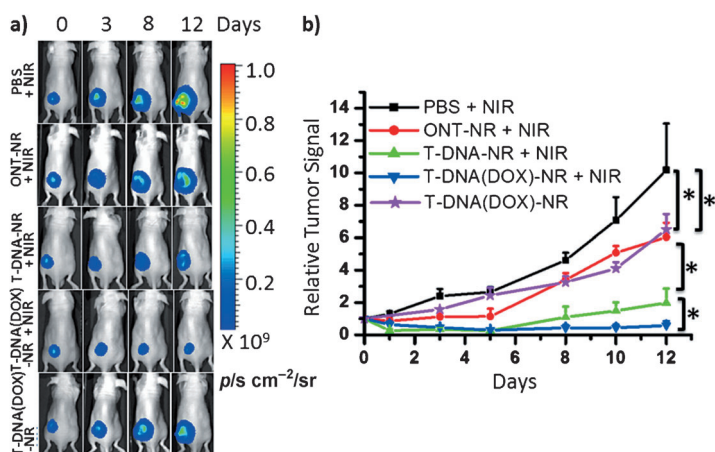 a)
0 3 8 12 Days
PBS
+ NIR
ONT-NR
+ NIR
T-DNA-NR
+ NIR
T-DNA(DOX)
-NR + NIR
T-DNA(DOX)
-NR
1.0
0.8
0.6
0.4
0.2
X 10⁹
p/s cm⁻²/sr
b)
Relative Tumor Signal
14
12
10
8
6
4
2
0
PBS + NIR
ONT-NR + NIR
T-DNA-NR + NIR
T-DNA(DOX)-NR + NIR
T-DNA(DOX)-NR
* *
*
*
0 2 4 6 8 10 12
Days